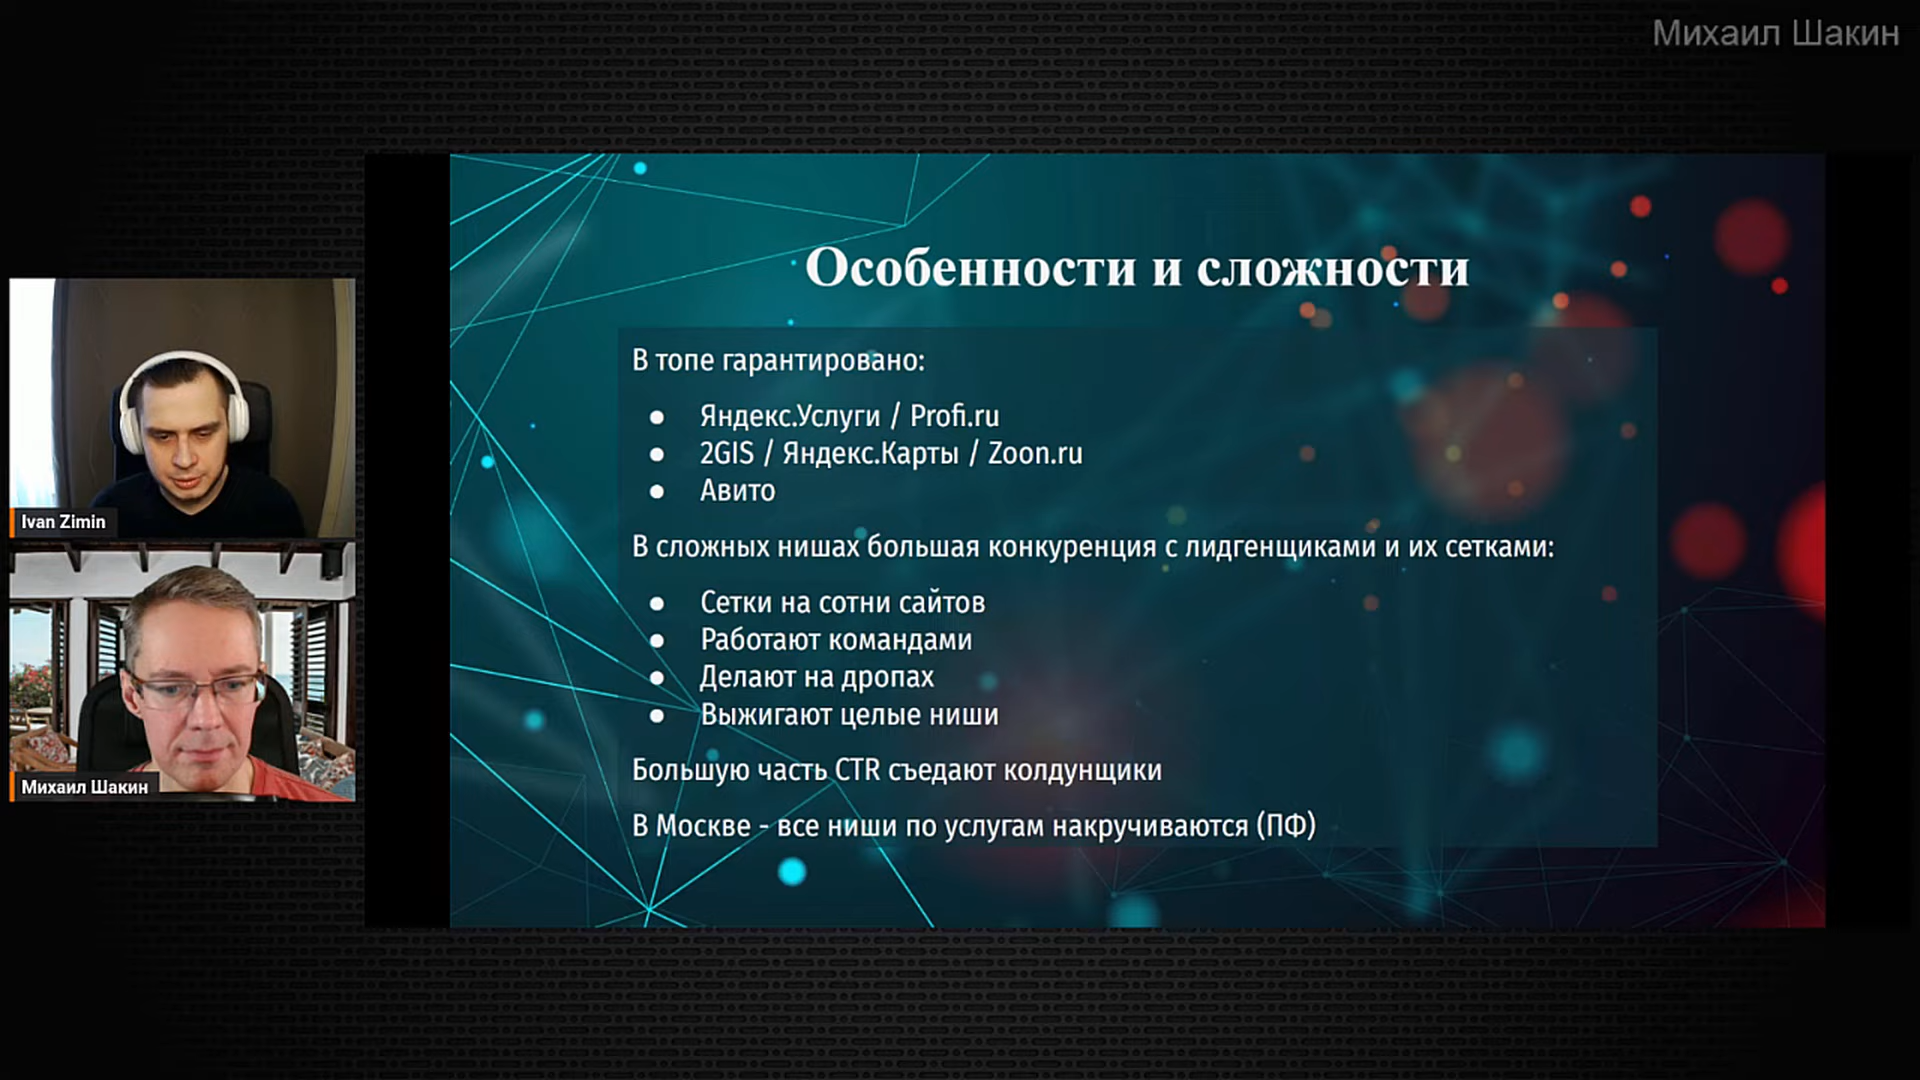 Михаил Шакин
Особенности и сложности
В топе гарантировано:
● Яндекс.Услуги / Profi.ru
● 2GIS / Яндекс.Карты / Zoon.ru
● Авито
В сложных нишах большая конкуренция с лидгенщиками и их сетками:
● Сетки на сотни сайтов
● Работают командами
● Делают на дропах
● Выжигают целые ниши
Большую часть CTR съедают колдунщики
В Москве - все ниши по услугам накручиваются (ПФ)
Ivan Zimin
Михаил Шакин